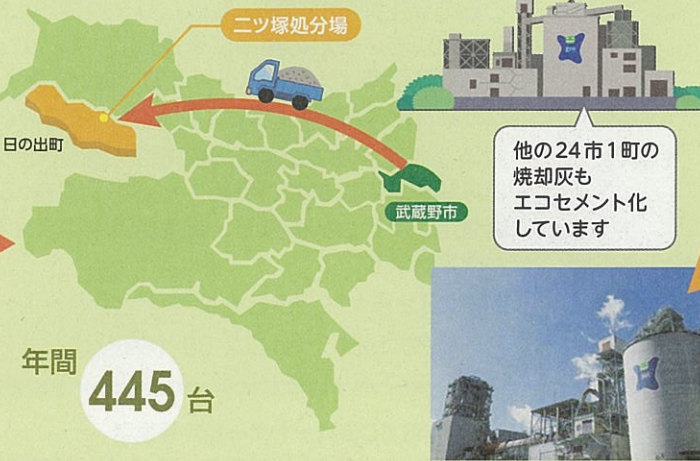 二ツ塚処分場
日の出町
武蔵野市
他の24市1町の
焼却灰も
エコセメント化
しています
年間
445台